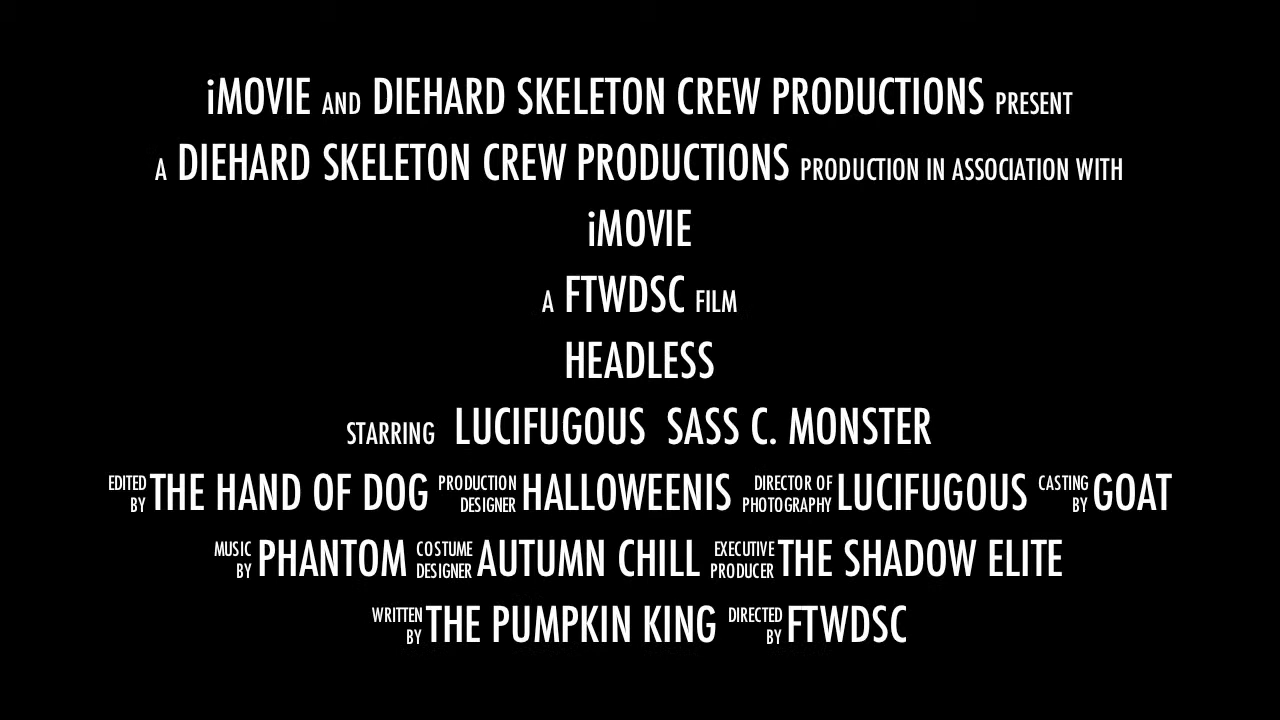 iMOVIE AND DIEHARD SKELETON CREW PRODUCTIONS PRESENT
A DIEHARD SKELETON CREW PRODUCTIONS PRODUCTION IN ASSOCIATION WITH
iMOVIE
A FTWDSC FILM
HEADLESS
STARRING LUCIFUGOUS SASS C. MONSTER
EDITED BY THE HAND OF DOG PRODUCTION DESIGNER HALLOWEENIS DIRECTOR OF PHOTOGRAPHY LUCIFUGOUS CASTING BY GOAT
MUSIC BY PHANTOM COSTUME DESIGNER AUTUMN CHILL EXECUTIVE PRODUCER THE SHADOW ELITE
WRITTEN BY THE PUMPKIN KING DIRECTED BY FTWDSC